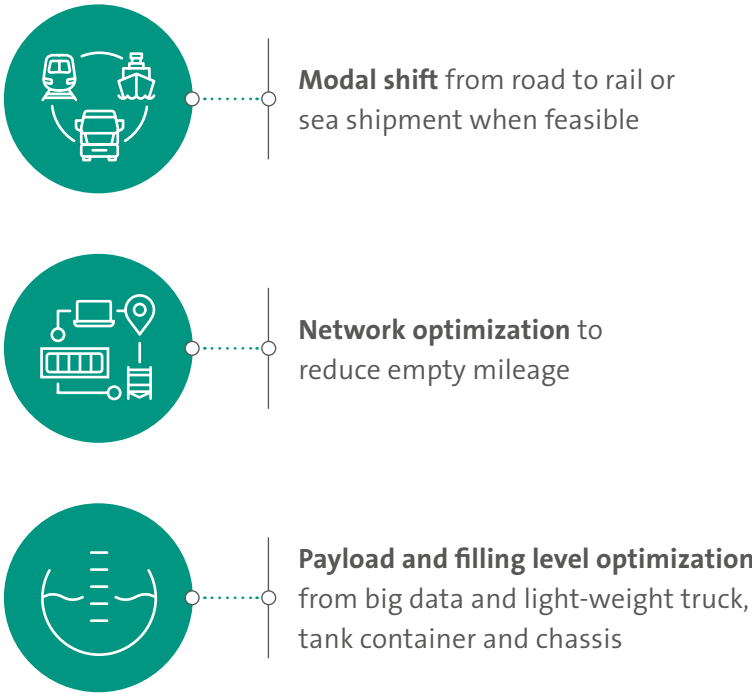 Modal shift from road to rail or
sea shipment when feasible
Network optimization to
reduce empty mileage
Payload and filling level optimization
from big data and light-weight truck,
tank container and chassis